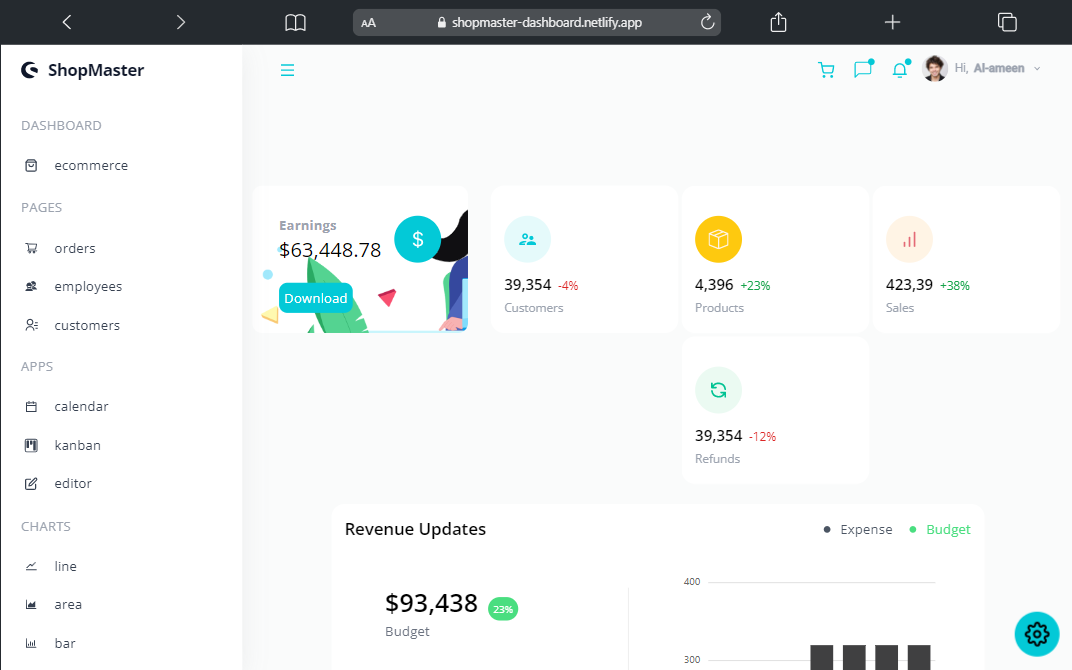 AA shopmaster-dashboard.netlify.app
ShopMaster
Hi, Al-ameen
DASHBOARD
ecommerce
PAGES
orders
employees
customers
APPS
calendar
kanban
editor
CHARTS
line
area
bar
Earnings
$63,448.78
$
Download
39,354 -4%
Customers
4,396 +23%
Products
423,39 +38%
Sales
39,354 -12%
Refunds
Revenue Updates
Expense Budget
$93,438 23%
Budget
400
300